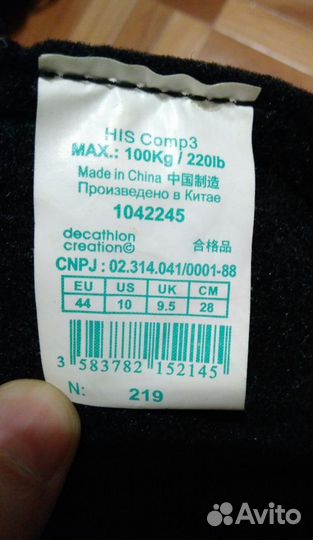 HIS Comp3
MAX.: 100Kg / 220lb
Made in China 中国制造
Произведено в Китае
1042245
decathlon
creation© 合格品
CNPJ : 02.314.041/0001-88
EU US UK CM
44 10 9.5 28
3 583782 152145
N: 219
Avito